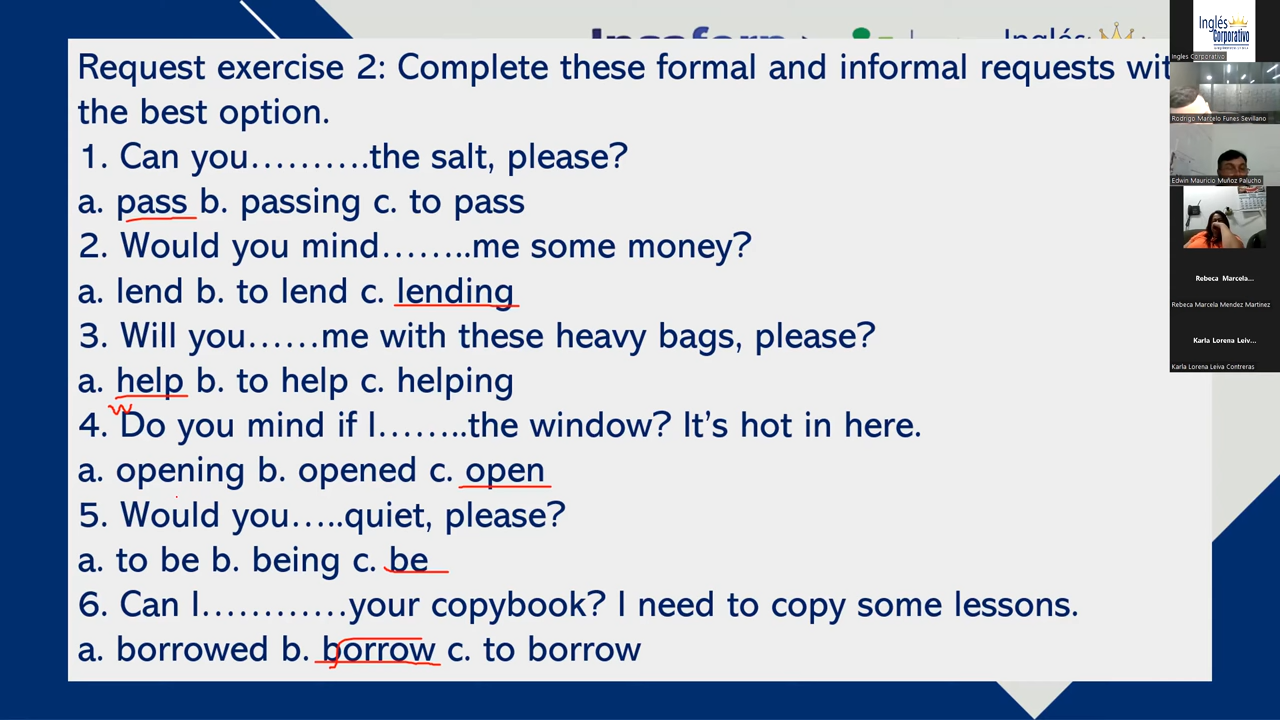 Inglés
Request exercise 2: Complete these formal and informal requests wit
the best option.
1. Can you……….the salt, please?
a. pass b. passing c. to pass
2. Would you mind……..me some money?
a. lend b. to lend c. lending
3. Will you……me with these heavy bags, please?
a. help b. to help c. helping
W
4. Do you mind if I……..the window? It’s hot in here.
a. opening b. opened c. open
5. Would you…..quiet, please?
a. to be b. being c. be
6. Can I…………your copybook? I need to copy some lessons.
a. borrowed b. borrow c. to borrow
Inglés
Corporativo
Ingles Corporativo
Rodrigo Marcelo Funes Sevillano
Edwin Mauricio Muñoz Palucho
Rebeca Marcela...
Rebeca Marcela Mendez Martinez
Karla Lorena Leiv...
Karla Lorena Leiva Contreras